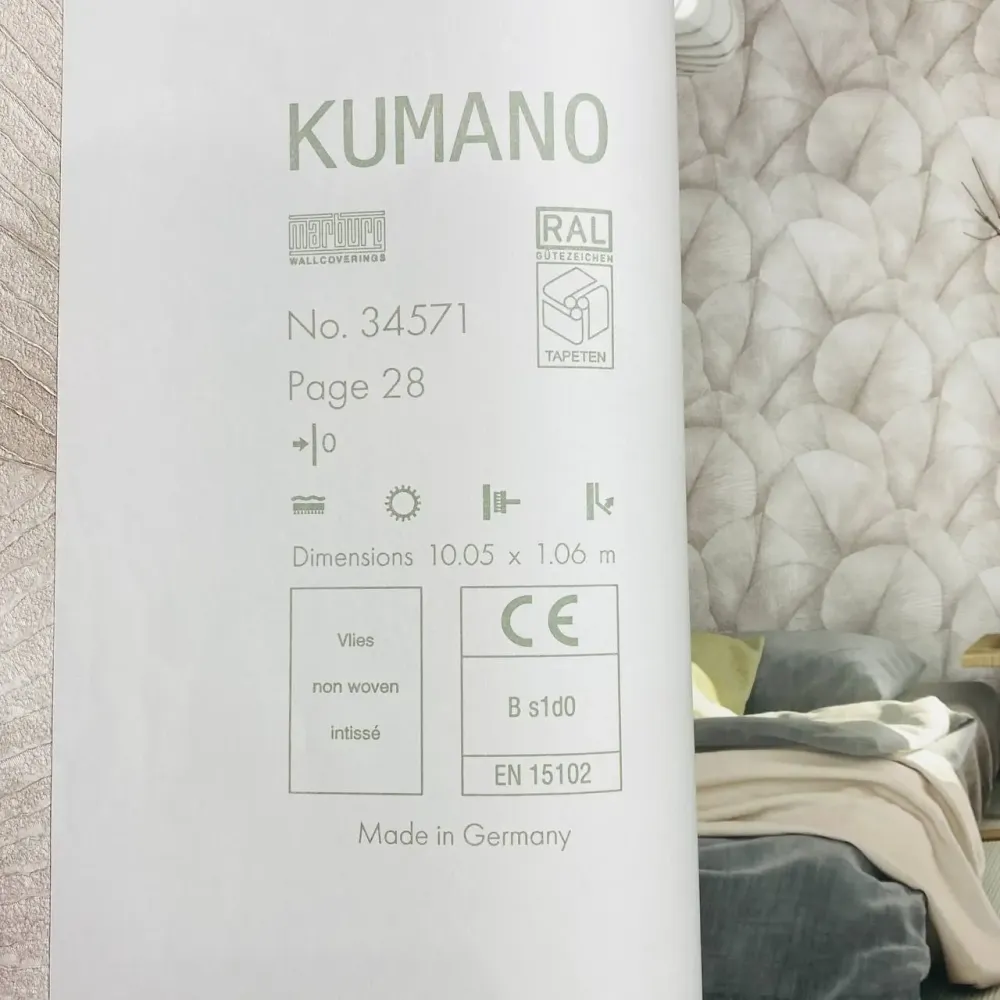 KUMANO
marburg
WALLCOVERINGS
RAL
GÜTEZEICHEN
TAPETEN
No. 34571
Page 28
0
Dimensions 10.05 x 1.06 m
Vlies
non woven
intissé
CE
B s1d0
EN 15102
Made in Germany